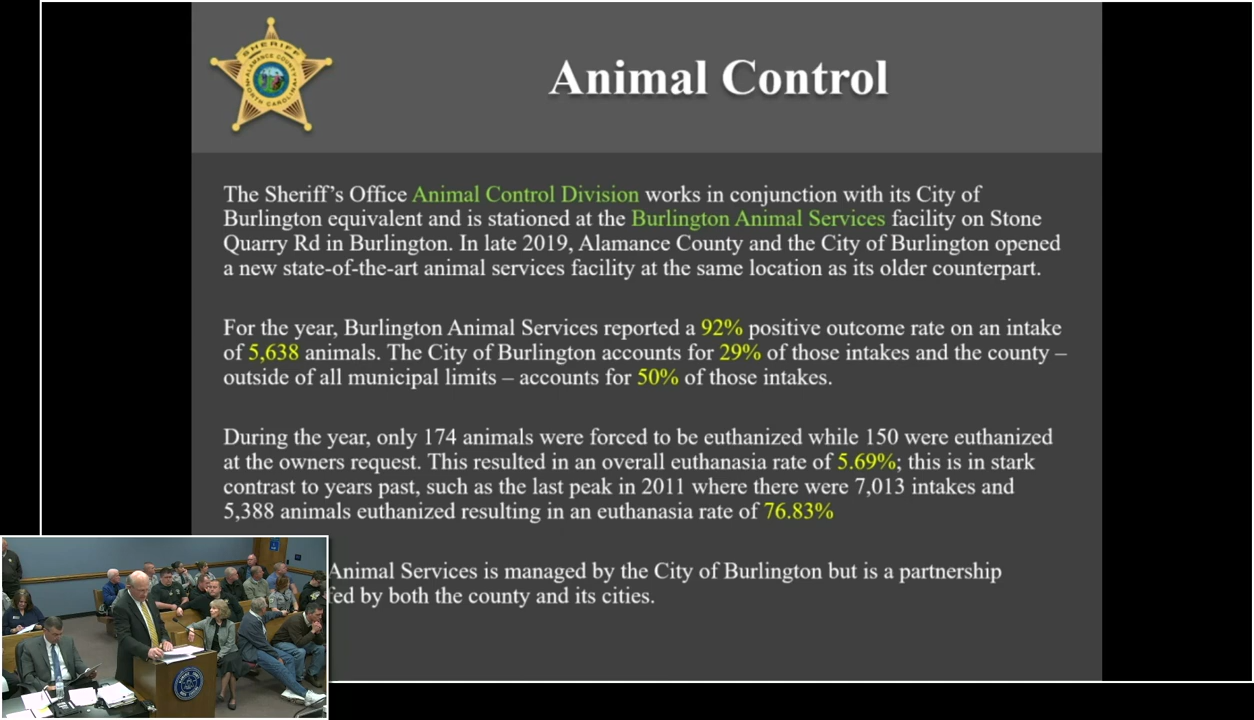 SHERIFF
ALAMANCE COUNTY
NORTH CAROLINA
Animal Control
The Sheriff’s Office Animal Control Division works in conjunction with its City of
Burlington equivalent and is stationed at the Burlington Animal Services facility on Stone
Quarry Rd in Burlington. In late 2019, Alamance County and the City of Burlington opened
a new state-of-the-art animal services facility at the same location as its older counterpart.
For the year, Burlington Animal Services reported a 92% positive outcome rate on an intake
of 5,638 animals. The City of Burlington accounts for 29% of those intakes and the county –
outside of all municipal limits – accounts for 50% of those intakes.
During the year, only 174 animals were forced to be euthanized while 150 were euthanized
at the owners request. This resulted in an overall euthanasia rate of 5.69%; this is in stark
contrast to years past, such as the last peak in 2011 where there were 7,013 intakes and
5,388 animals euthanized resulting in an euthanasia rate of 76.83%
Animal Services is managed by the City of Burlington but is a partnership
by both the county and its cities.